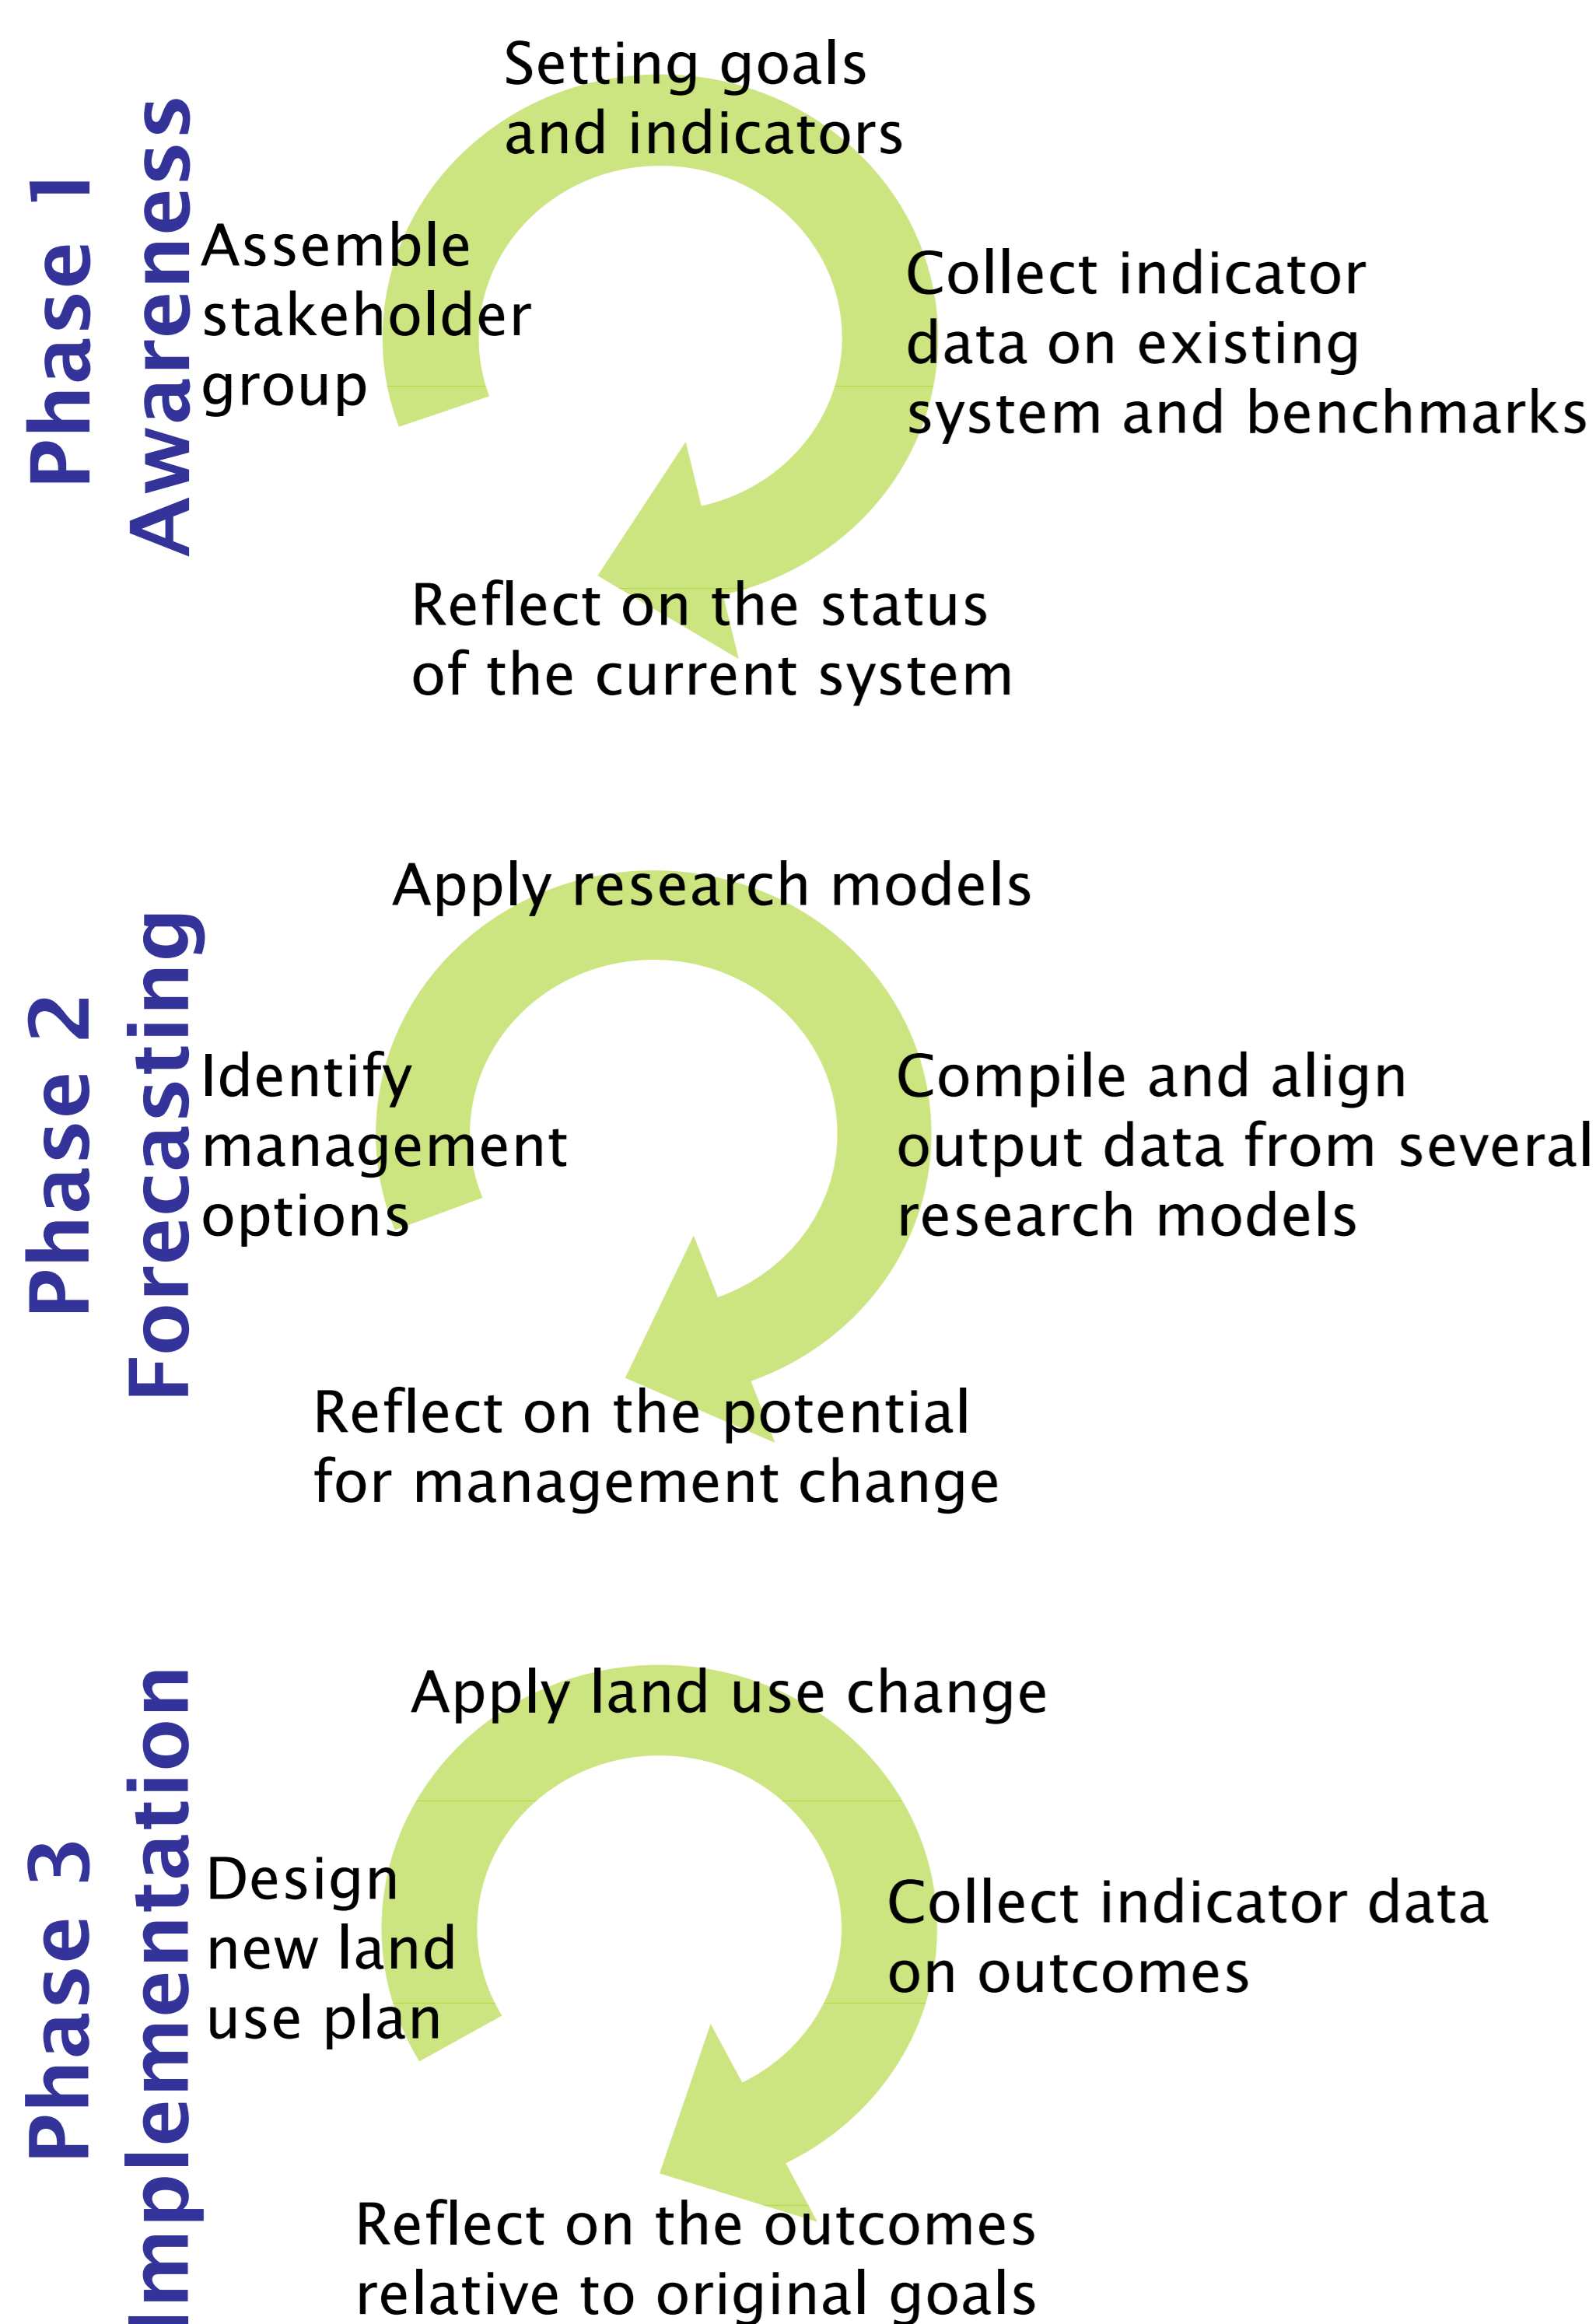 Phase 1
Awareness
Setting goals
and indicators
Assemble
stakeholder
group
Collect indicator
data on existing
system and benchmarks
Reflect on the status
of the current system
Phase 2
Forecasting
Apply research models
Identify
management
options
Compile and align
output data from several
research models
Reflect on the potential
for management change
Phase 3
Implementation
Apply land use change
Design
new land
use plan
Collect indicator data
on outcomes
Reflect on the outcomes
relative to original goals